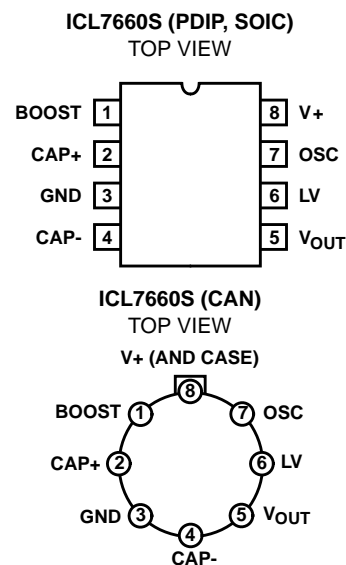 ICL7660S (PDIP, SOIC)
TOP VIEW
BOOST 1 8 V+
CAP+ 2 7 OSC
GND 3 6 LV
CAP- 4 5 VOUT
ICL7660S (CAN)
TOP VIEW
V+ (AND CASE)
8
BOOST 1 7 OSC
CAP+ 2 6 LV
GND 3 5 VOUT
4
CAP-